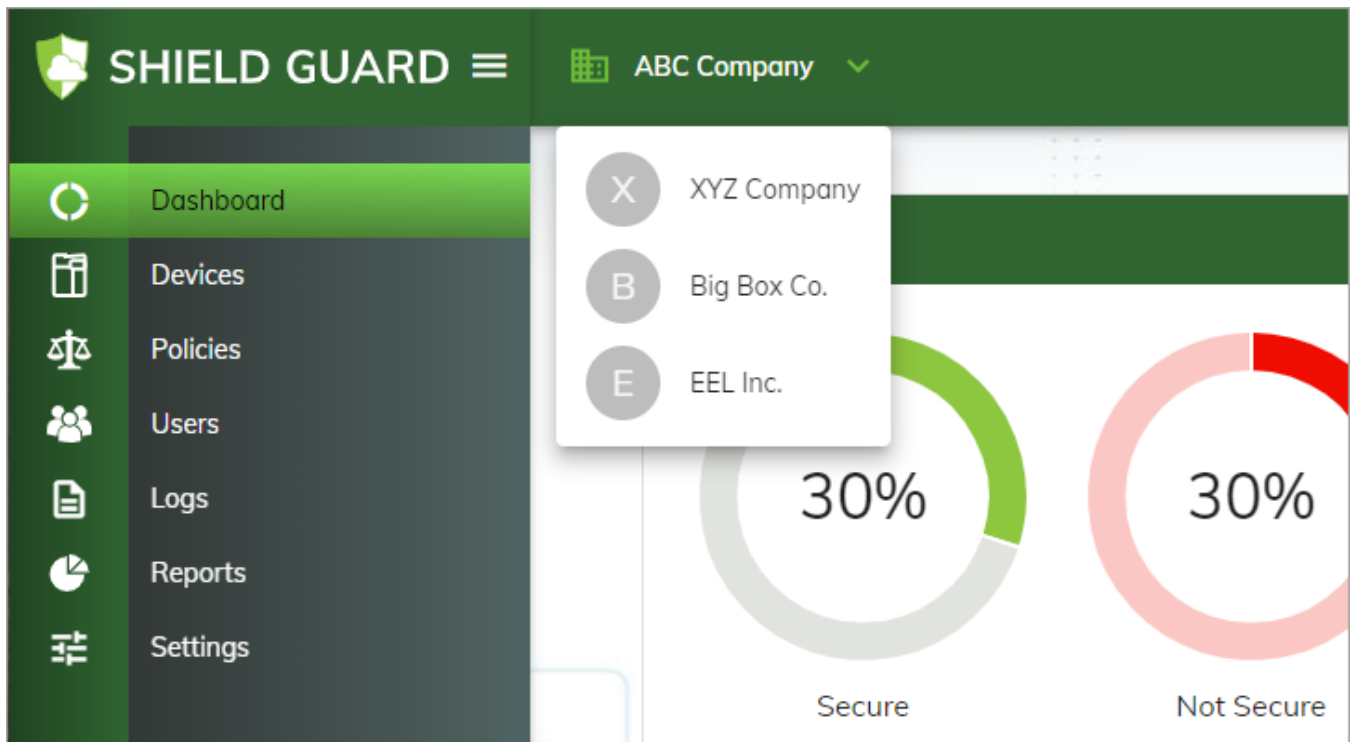 SHIELD GUARD
ABC Company
Dashboard
Devices
Policies
Users
Logs
Reports
Settings
X XYZ Company
B Big Box Co.
E EEL Inc.
30%
Secure
30%
Not Secure